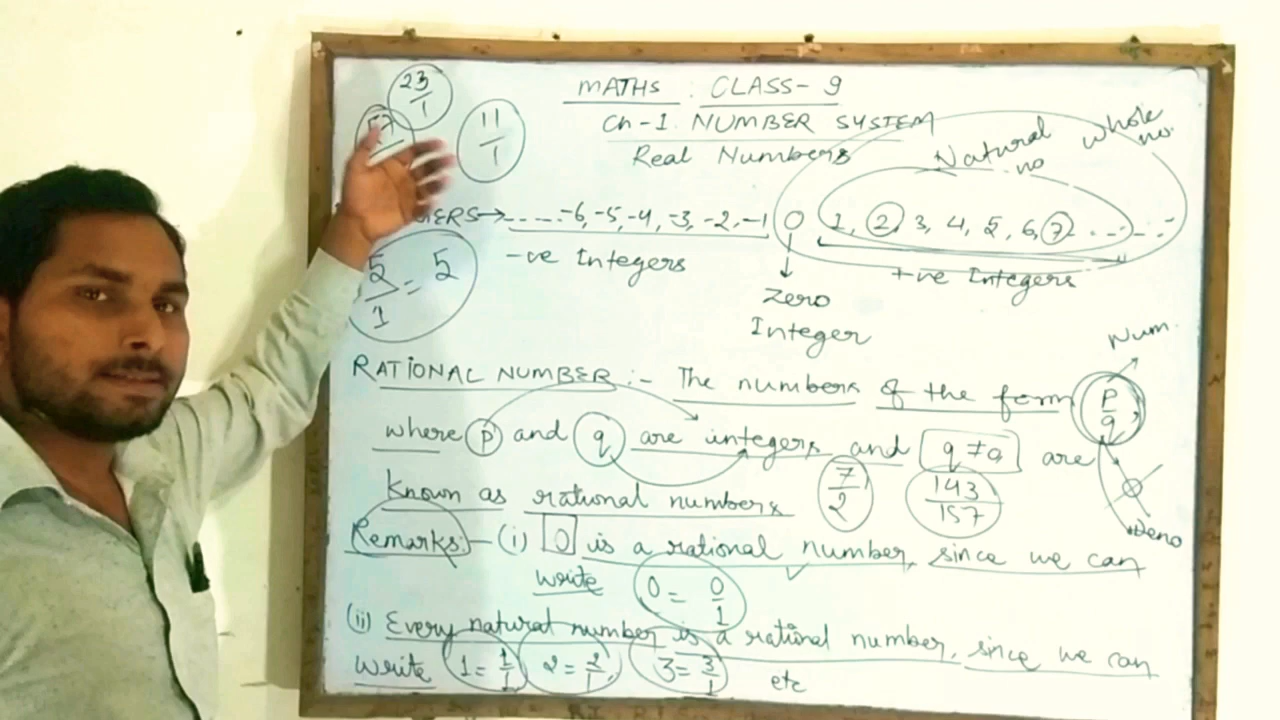 23/1
MATHS : CLASS-9
11/1
Ch-1. NUMBER SYSTEM
Real Numbers
Natural no
whole no.
→ ......-6, -5, -4, -3, -2, -1 0 1, 2, 3, 4, 5, 6, 7.......
5/1 = 5
-ve Integers
+ve Integers
Zero Integer
Num.
RATIONAL NUMBER :- The numbers of the form p/q,
where p and q are integers and q ≠ 0 are
Known as rational numbers 7/2 143/157
Deno
Remarks:- (i) 0 is a rational number, since we can
write 0 = 0/1
(ii) Every natural number is a rational number, since we can
write 1 = 1/1 2 = 2/1, 3 = 3/1 etc